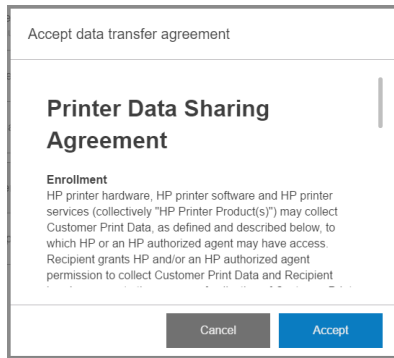 Accept data transfer agreement
Printer Data Sharing
Agreement
Enrollment
HP printer hardware, HP printer software and HP printer
services (collectively "HP Printer Product(s)") may collect
Customer Print Data, as defined and described below, to
which HP or an HP authorized agent may have access.
Recipient grants HP and/or an HP authorized agent
permission to collect Customer Print Data and Recipient
Cancel
Accept